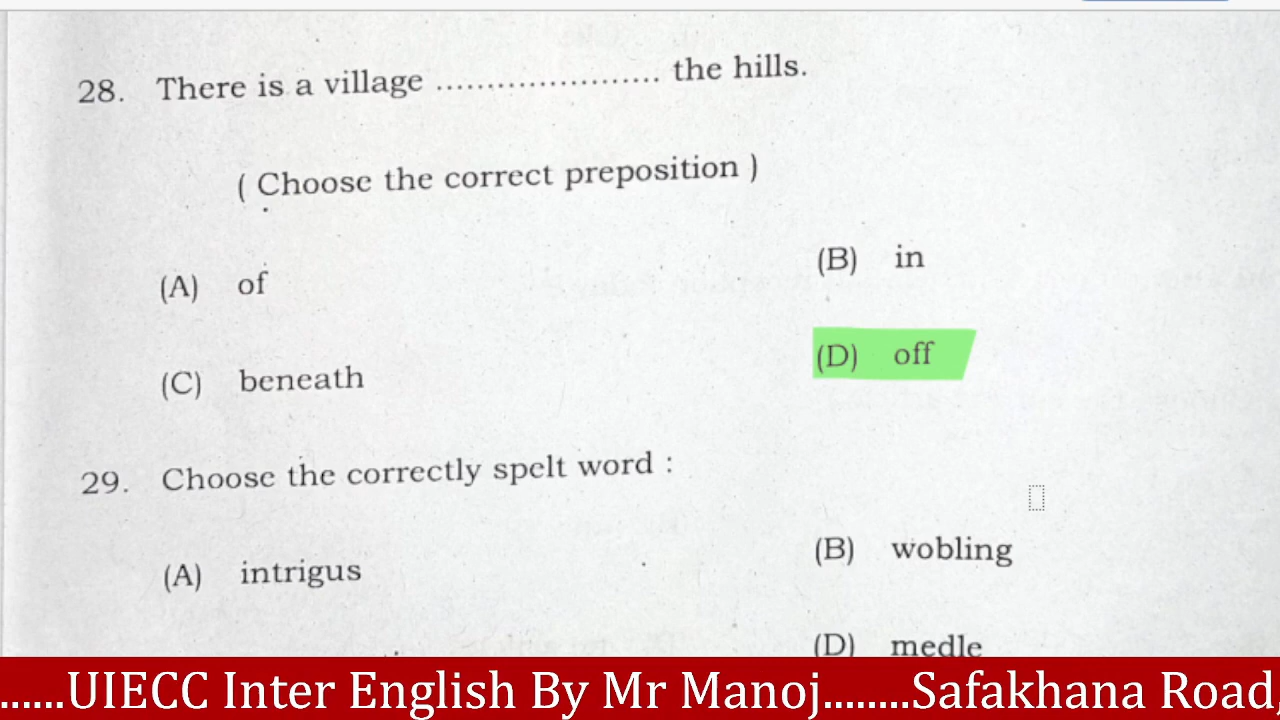 28. There is a village ...................... the hills.
( Choose the correct preposition )
(A) of (B) in
(C) beneath (D) off
29. Choose the correctly spelt word :
(A) intrigus (B) wobling
(D) medle
......UIECC Inter English By Mr Manoj........Safakhana Road,